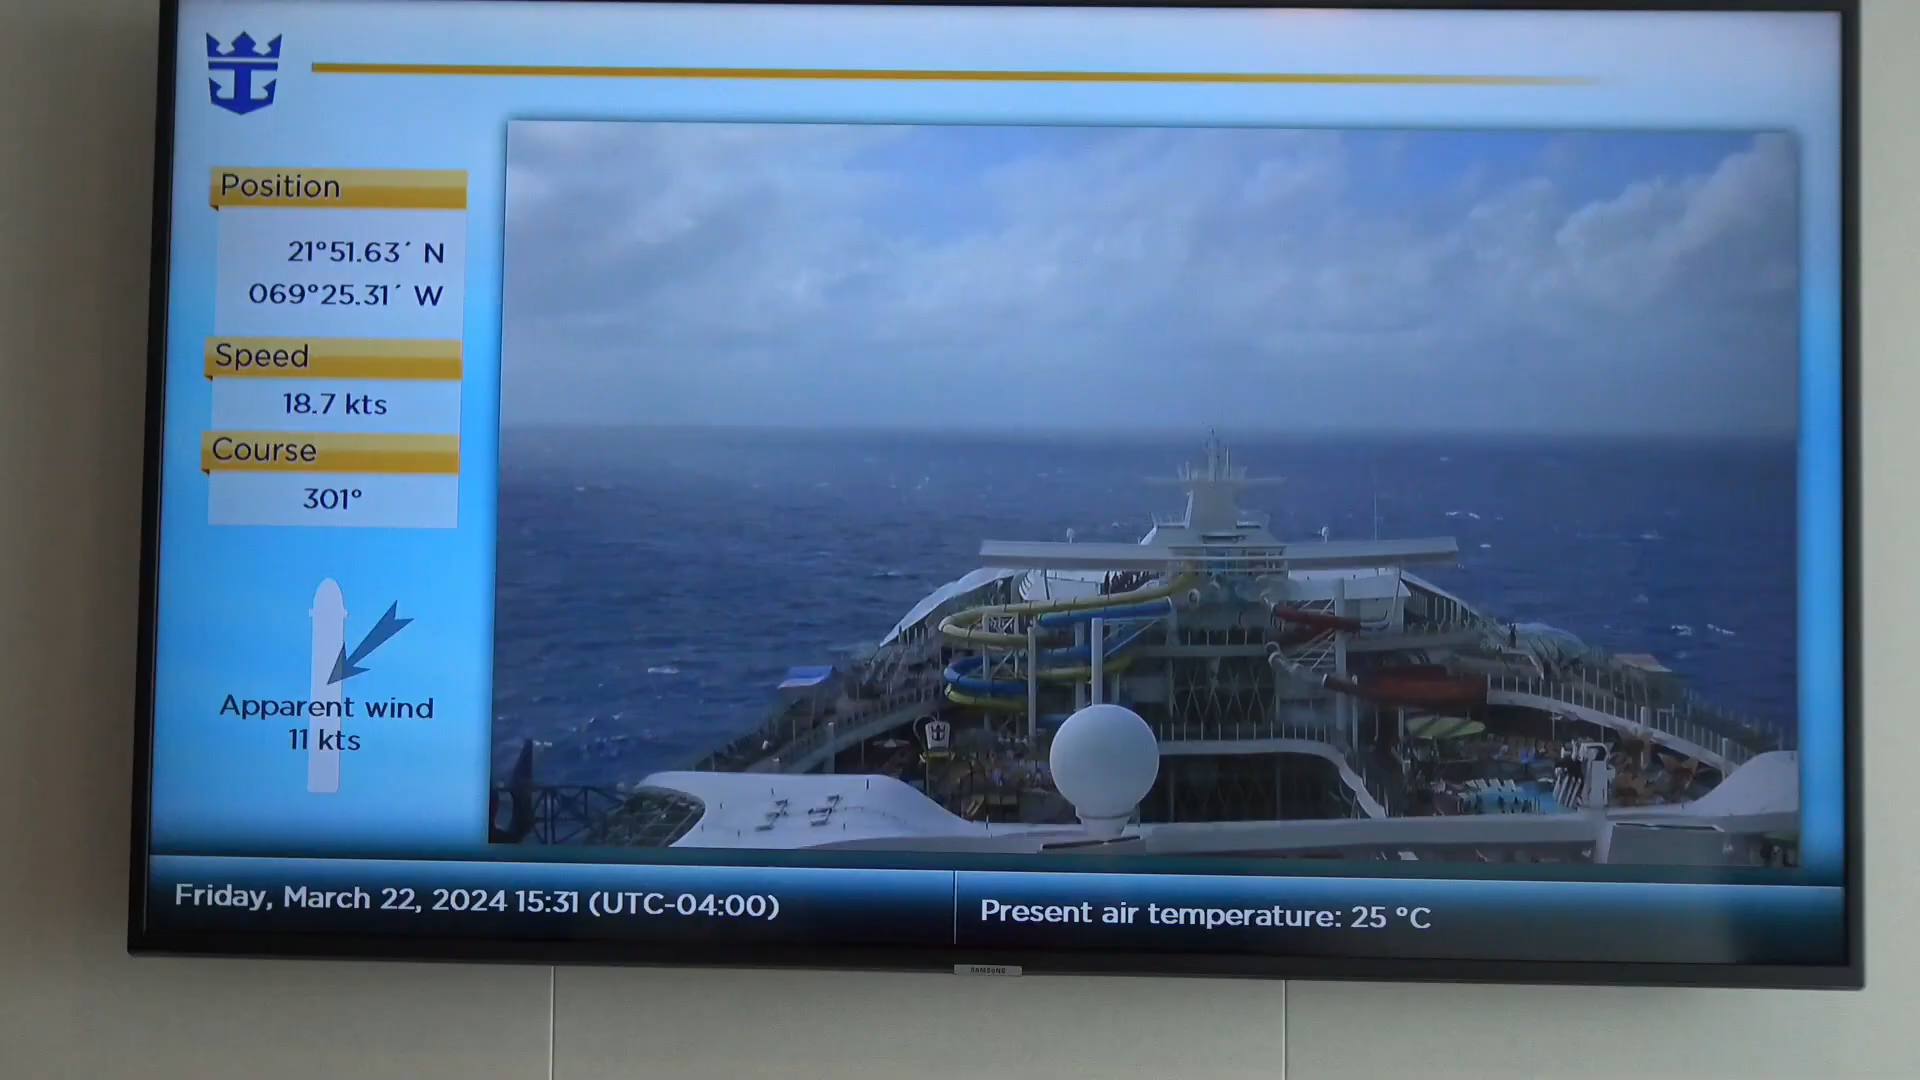 Position
21°51.63´ N
069°25.31´ W
Speed
18.7 kts
Course
301°
Apparent wind
11 kts
Friday, March 22, 2024 15:31 (UTC-04:00)
Present air temperature: 25 °C
SAMSUNG